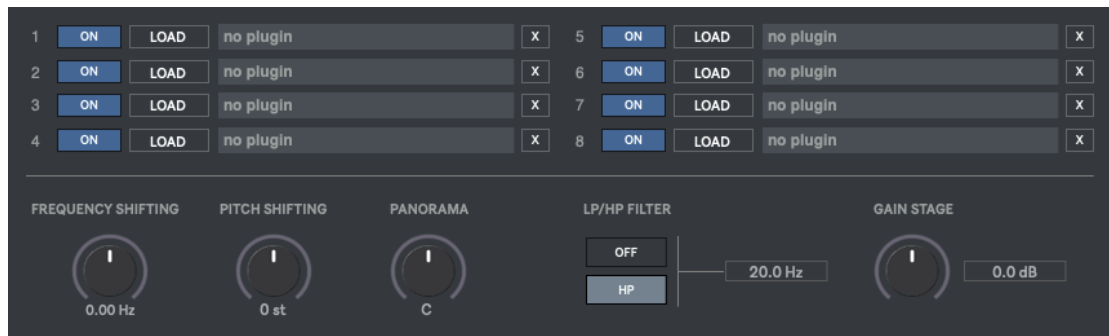 1 ON LOAD no plugin X 5 ON LOAD no plugin X
2 ON LOAD no plugin X 6 ON LOAD no plugin X
3 ON LOAD no plugin X 7 ON LOAD no plugin X
4 ON LOAD no plugin X 8 ON LOAD no plugin X
FREQUENCY SHIFTING PITCH SHIFTING PANORAMA LP/HP FILTER GAIN STAGE
OFF
20.0 Hz 0.0 dB
HP
0.00 Hz 0 st C